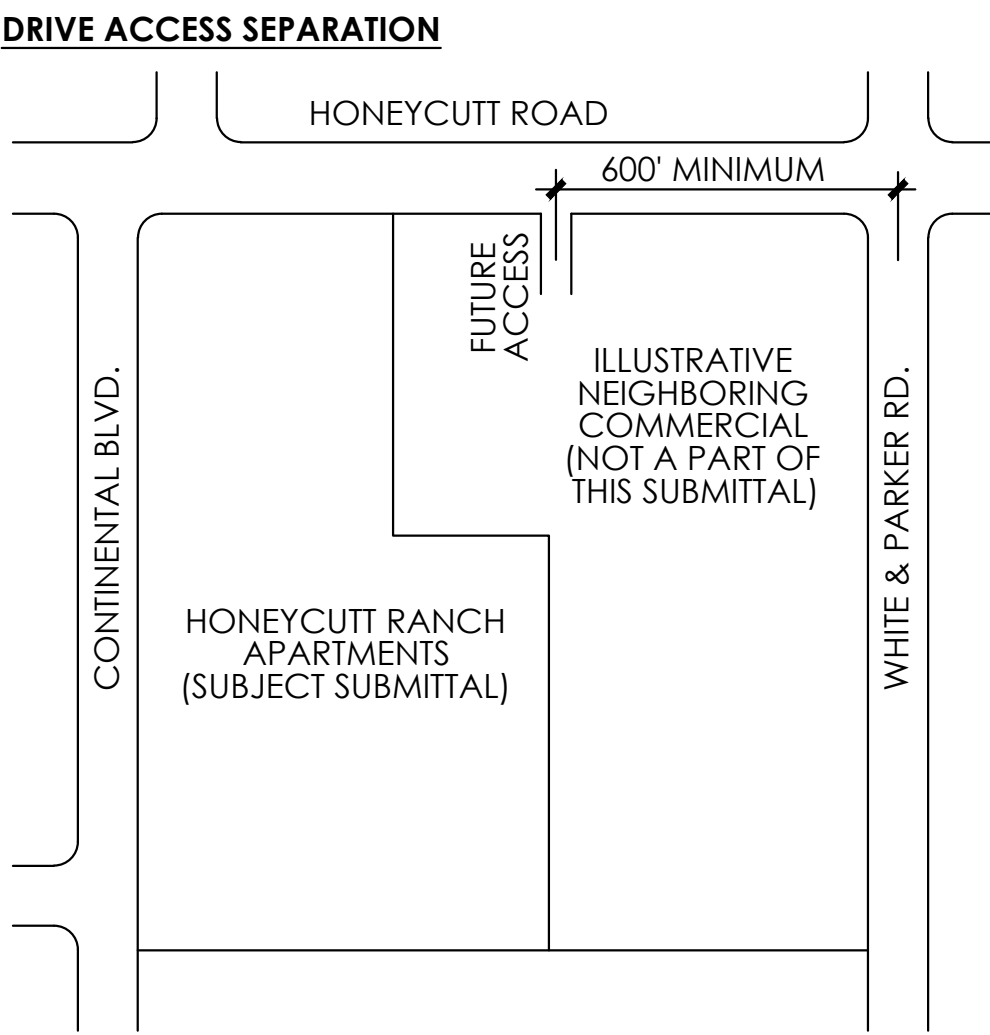 DRIVE ACCESS SEPARATION
HONEYCUTT ROAD
600' MINIMUM
FUTURE
ACCESS
ILLUSTRATIVE
NEIGHBORING
COMMERCIAL
(NOT A PART OF
THIS SUBMITTAL)
CONTINENTAL BLVD.
WHITE & PARKER RD.
HONEYCUTT RANCH
APARTMENTS
(SUBJECT SUBMITTAL)